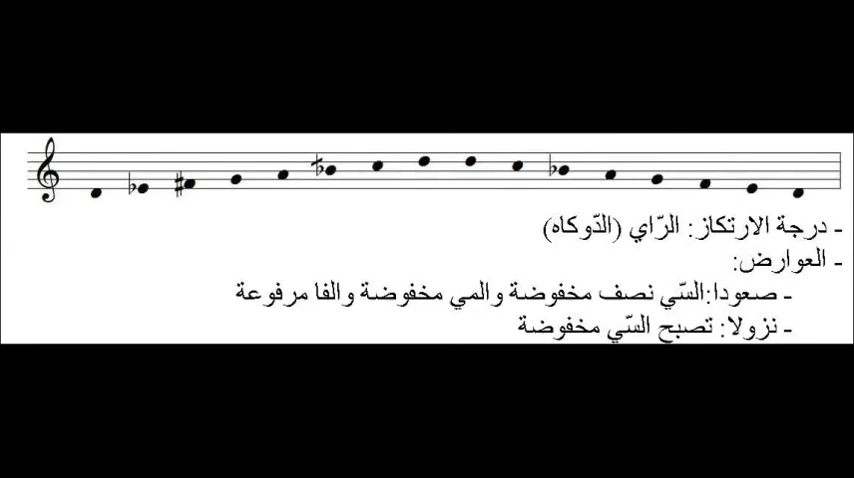 - درجة الارتكاز: الرّاي (الدّوكاه)
- العوارض:
- صعودا:السّي نصف مخفوضة والمي مخفوضة والفا مرفوعة
- نزولا: تصبح السّي مخفوضة